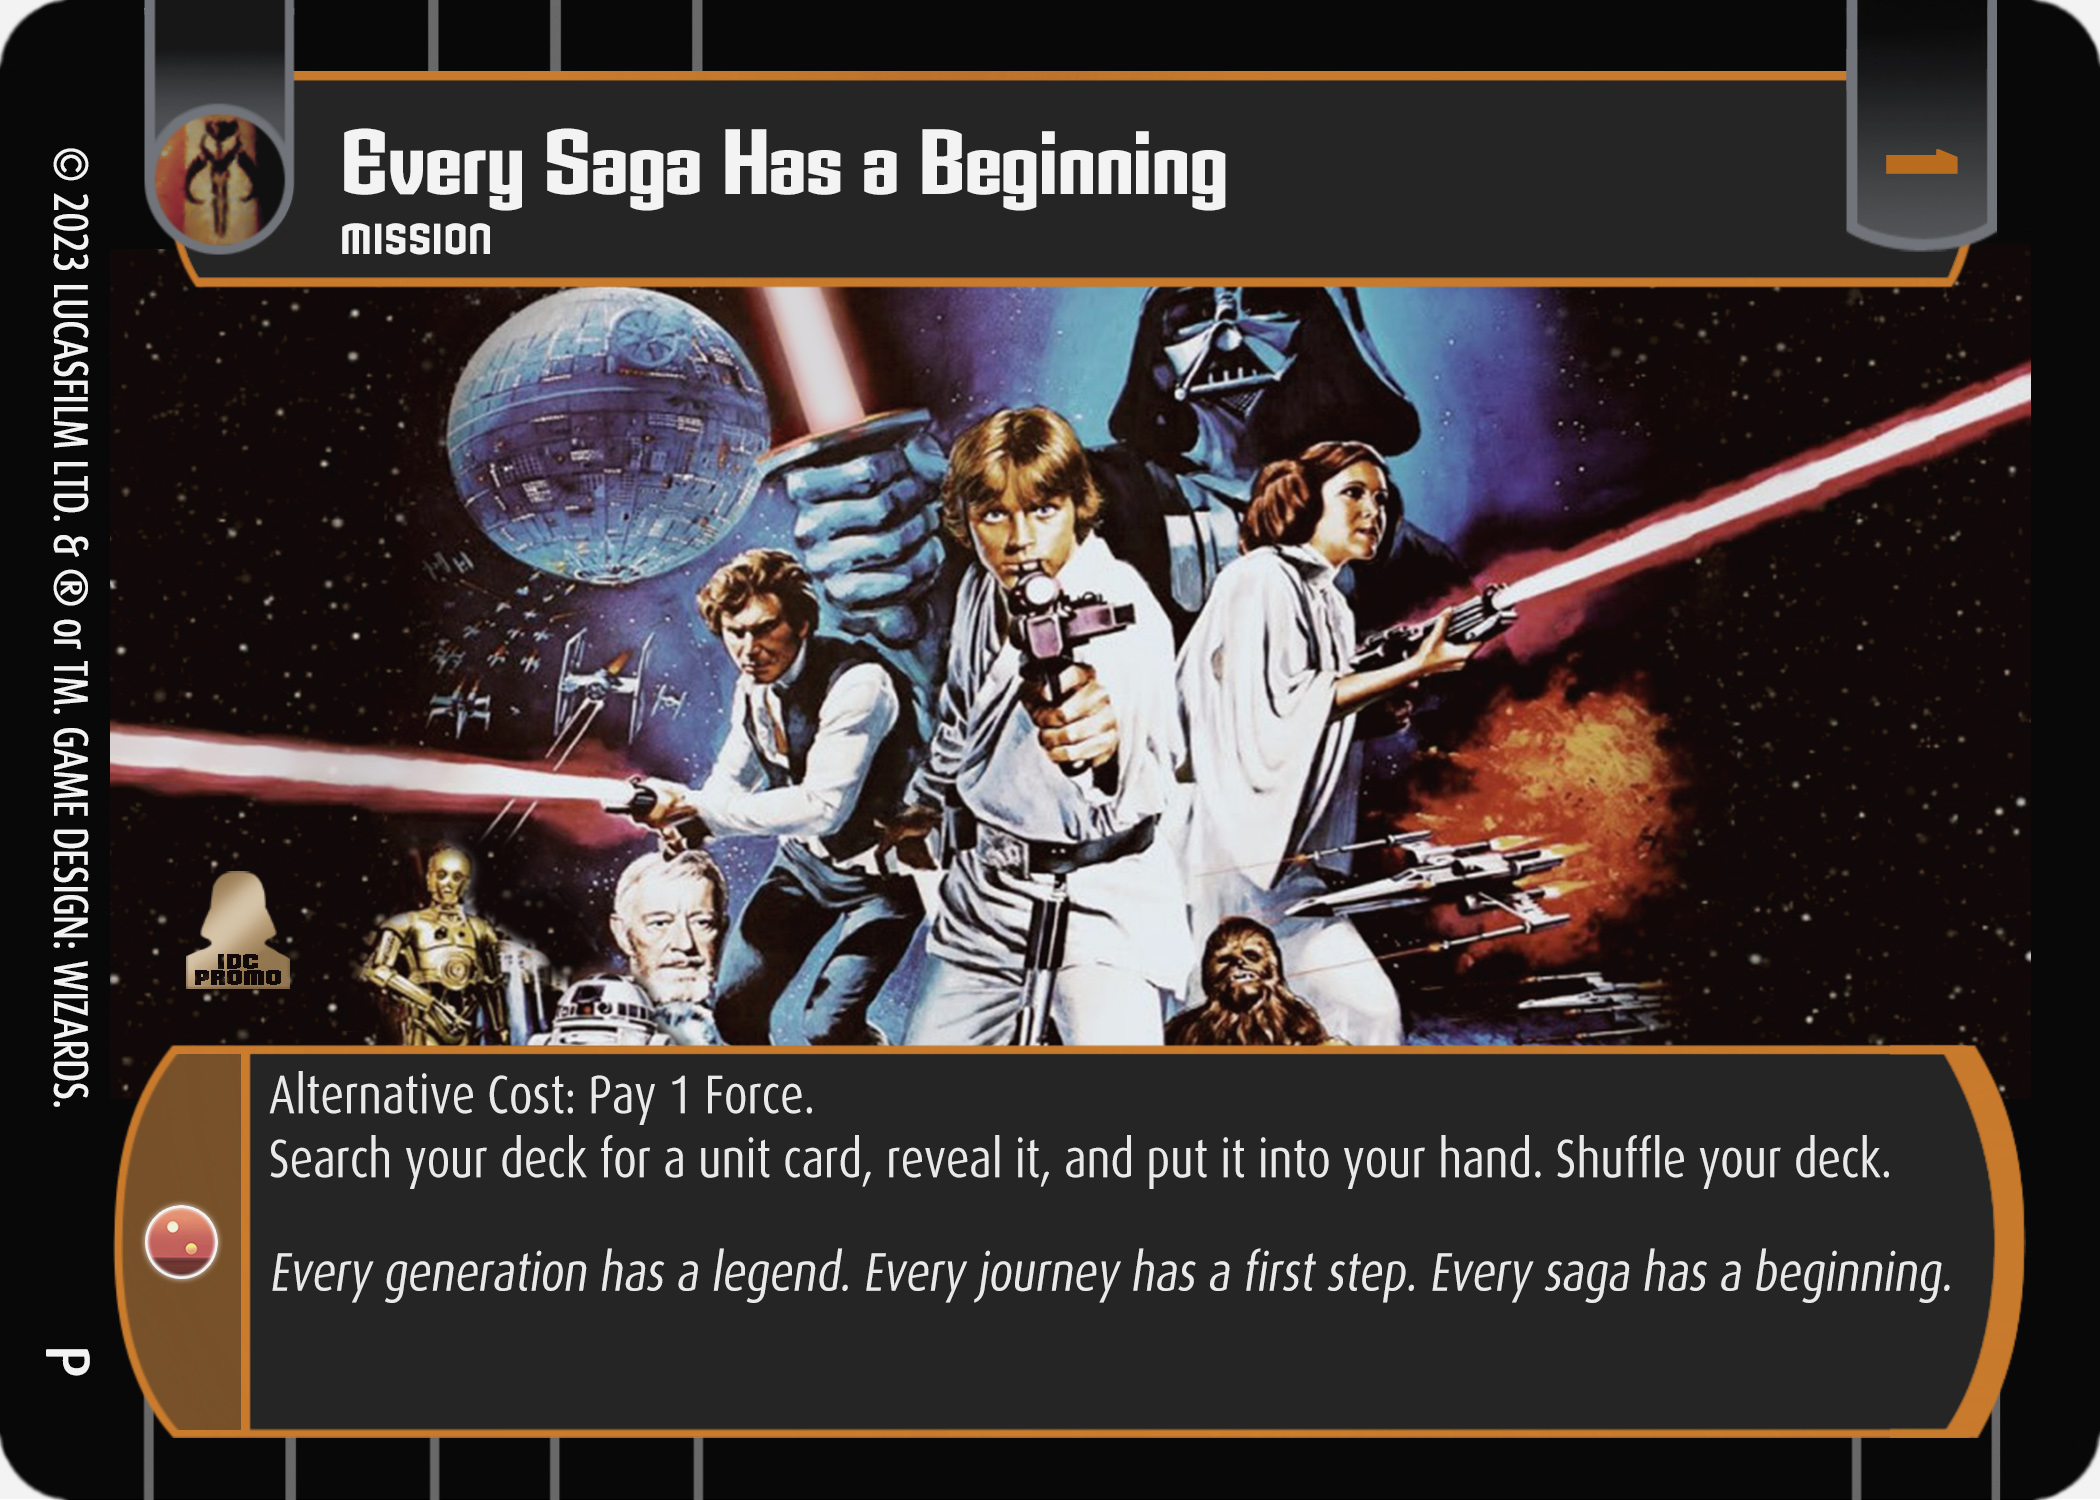 Every Saga Has a Beginning
MISSION
1
© 2023 LUCASFILM LTD. & ® or TM. GAME DESIGN: WIZARDS.
P
IDC
PROMO
Alternative Cost: Pay 1 Force.
Search your deck for a unit card, reveal it, and put it into your hand. Shuffle your deck.
Every generation has a legend. Every journey has a first step. Every saga has a beginning.